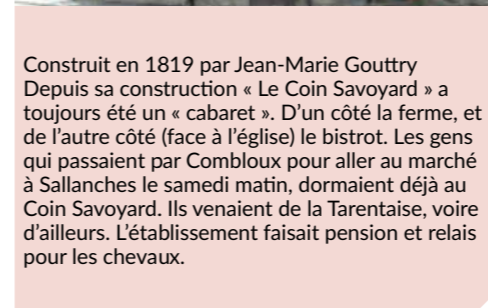 Construit en 1819 par Jean-Marie Gouttry
Depuis sa construction « Le Coin Savoyard » a
toujours été un « cabaret ». D’un côté la ferme, et
de l’autre côté (face à l’église) le bistrot. Les gens
qui passaient par Combloux pour aller au marché
à Sallanches le samedi matin, dormaient déjà au
Coin Savoyard. Ils venaient de la Tarentaise, voire
d’ailleurs. L’établissement faisait pension et relais
pour les chevaux.